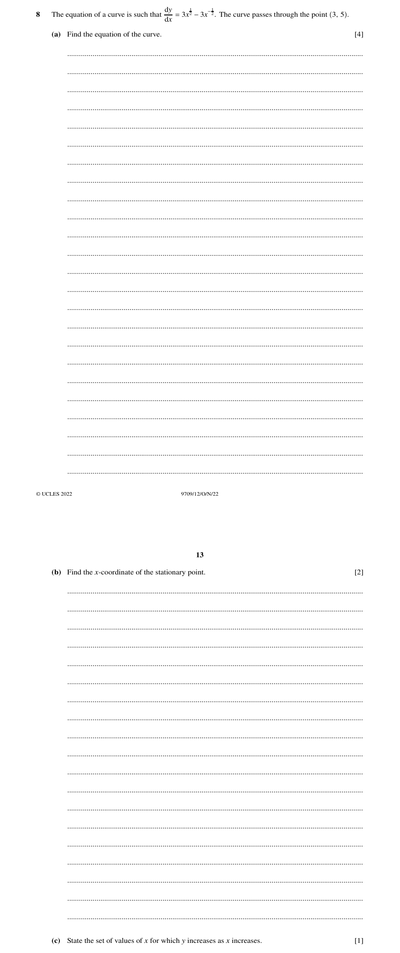 8 The equation of a curve is such that dy/dx = 3x^(1/2) − 3x^(−1/2). The curve passes through the point (3, 5).
(a) Find the equation of the curve. [4]
© UCLES 2022 9709/12/O/N/22
13
(b) Find the x-coordinate of the stationary point. [2]
(c) State the set of values of x for which y increases as x increases. [1]